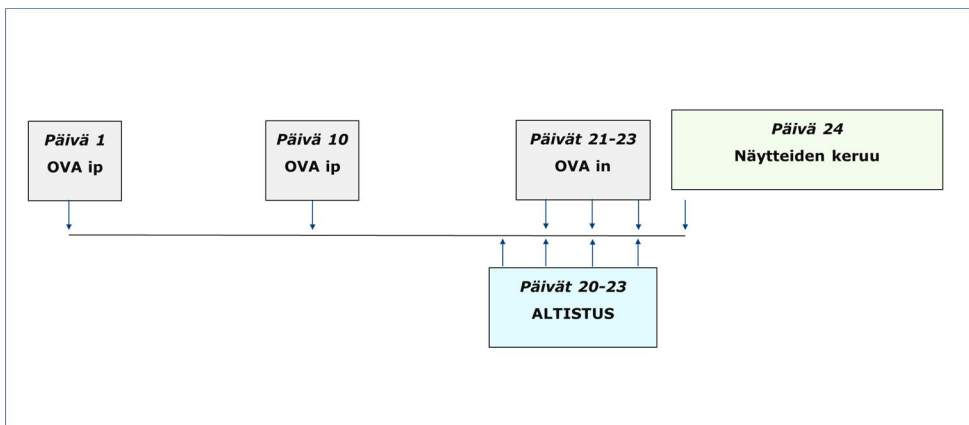 Päivä 1
OVA ip
Päivä 10
OVA ip
Päivät 21-23
OVA in
Päivä 24
Näytteiden keruu
Päivät 20-23
ALTISTUS